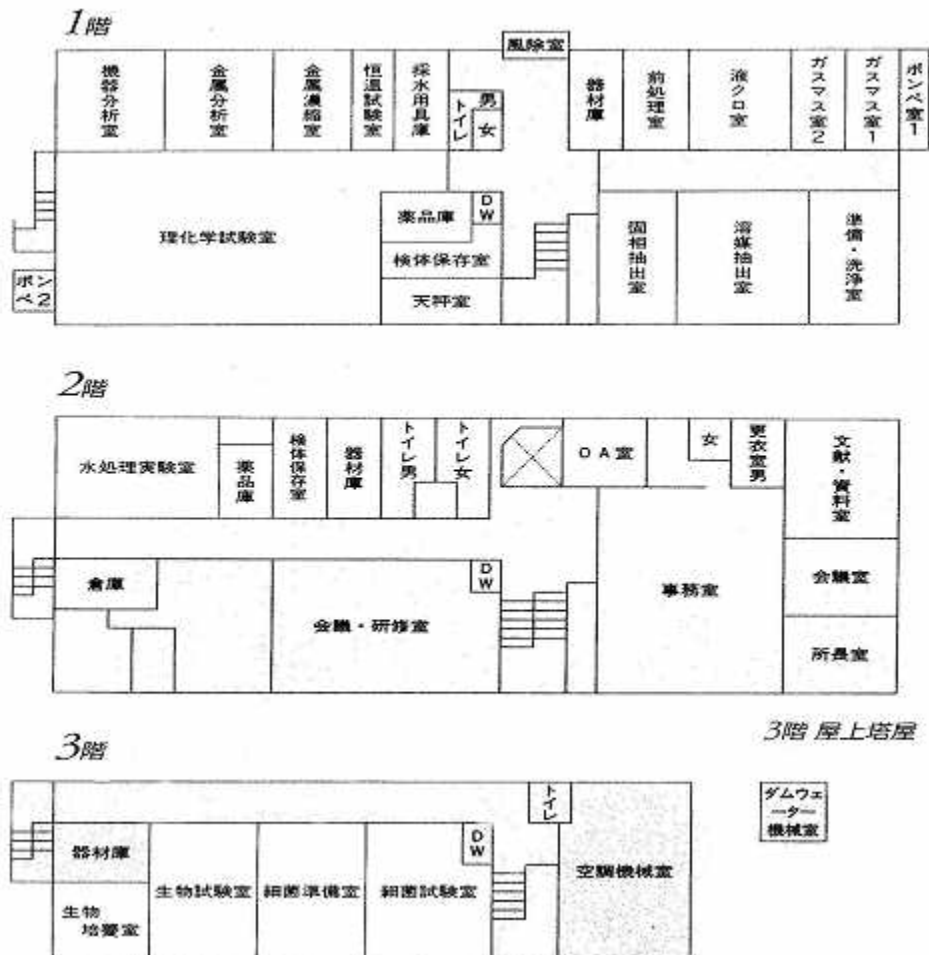 1階
風除室
機器分析室
金属分析室
金属濃縮室
恒温試験室
採水用具庫
トイレ
男
女
器材庫
前処理室
液クロ室
ガスマス室2
ガスマス室1
ボンベ室1
理化学試験室
薬品庫
DW
検体保存室
天秤室
固相抽出室
溶媒抽出室
準備・洗浄室
ボンベ2
2階
水処理実験室
薬品庫
検体保存室
器材庫
トイレ男
トイレ女
OA室
女
更衣室男
文献・資料室
倉庫
会議・研修室
DW
事務室
会議室
所長室
3階
3階 屋上塔屋
トイレ
ダムウェ
ーター
機械室
器材庫
生物
培養室
生物試験室
細菌準備室
細菌試験室
DW
空調機械室